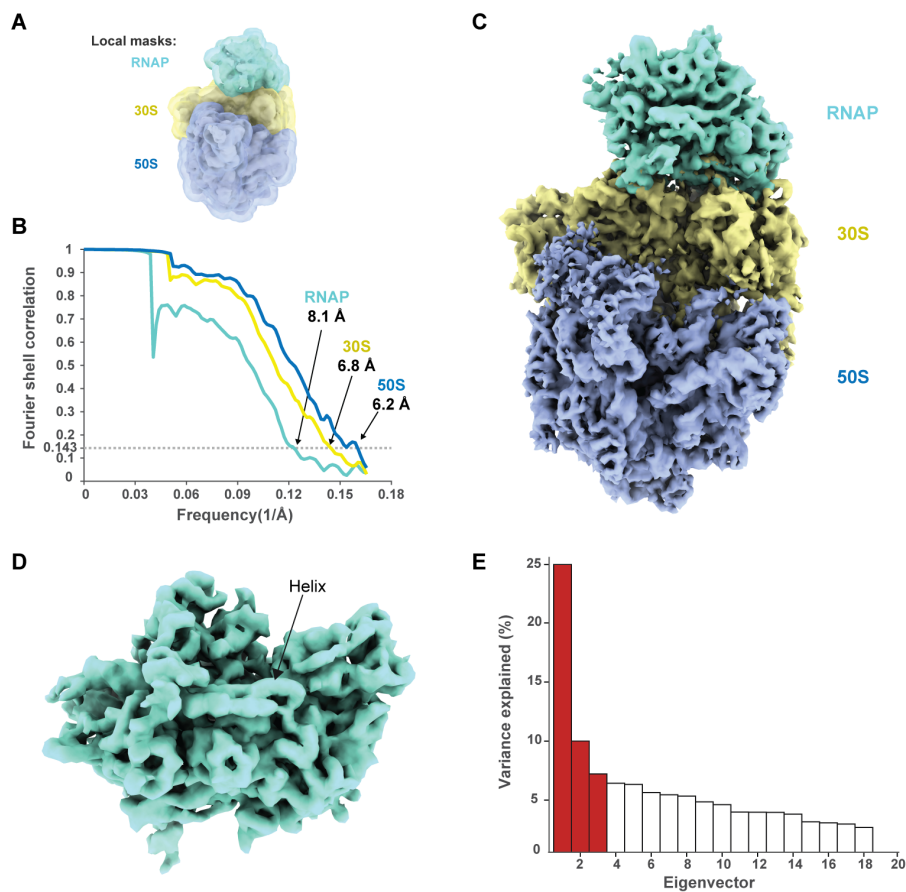 A
Local masks:
RNAP
30S
50S
B
1
0.9
0.8
0.7
0.6
0.5
0.4
0.3
0.2
0.143
0.1
0
Fourier shell correlation
RNAP
8.1 Å
30S
6.8 Å
50S
6.2 Å
0 0.03 0.06 0.09 0.12 0.15 0.18
Frequency(1/Å)
C
RNAP
30S
50S
D
Helix
E
25
20
15
10
5
0
Variance explained (%)
2 4 6 8 10 12 14 16 18 20
Eigenvector